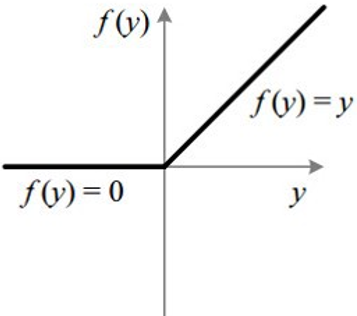 f(y)
f(y) = y
f(y) = 0
y